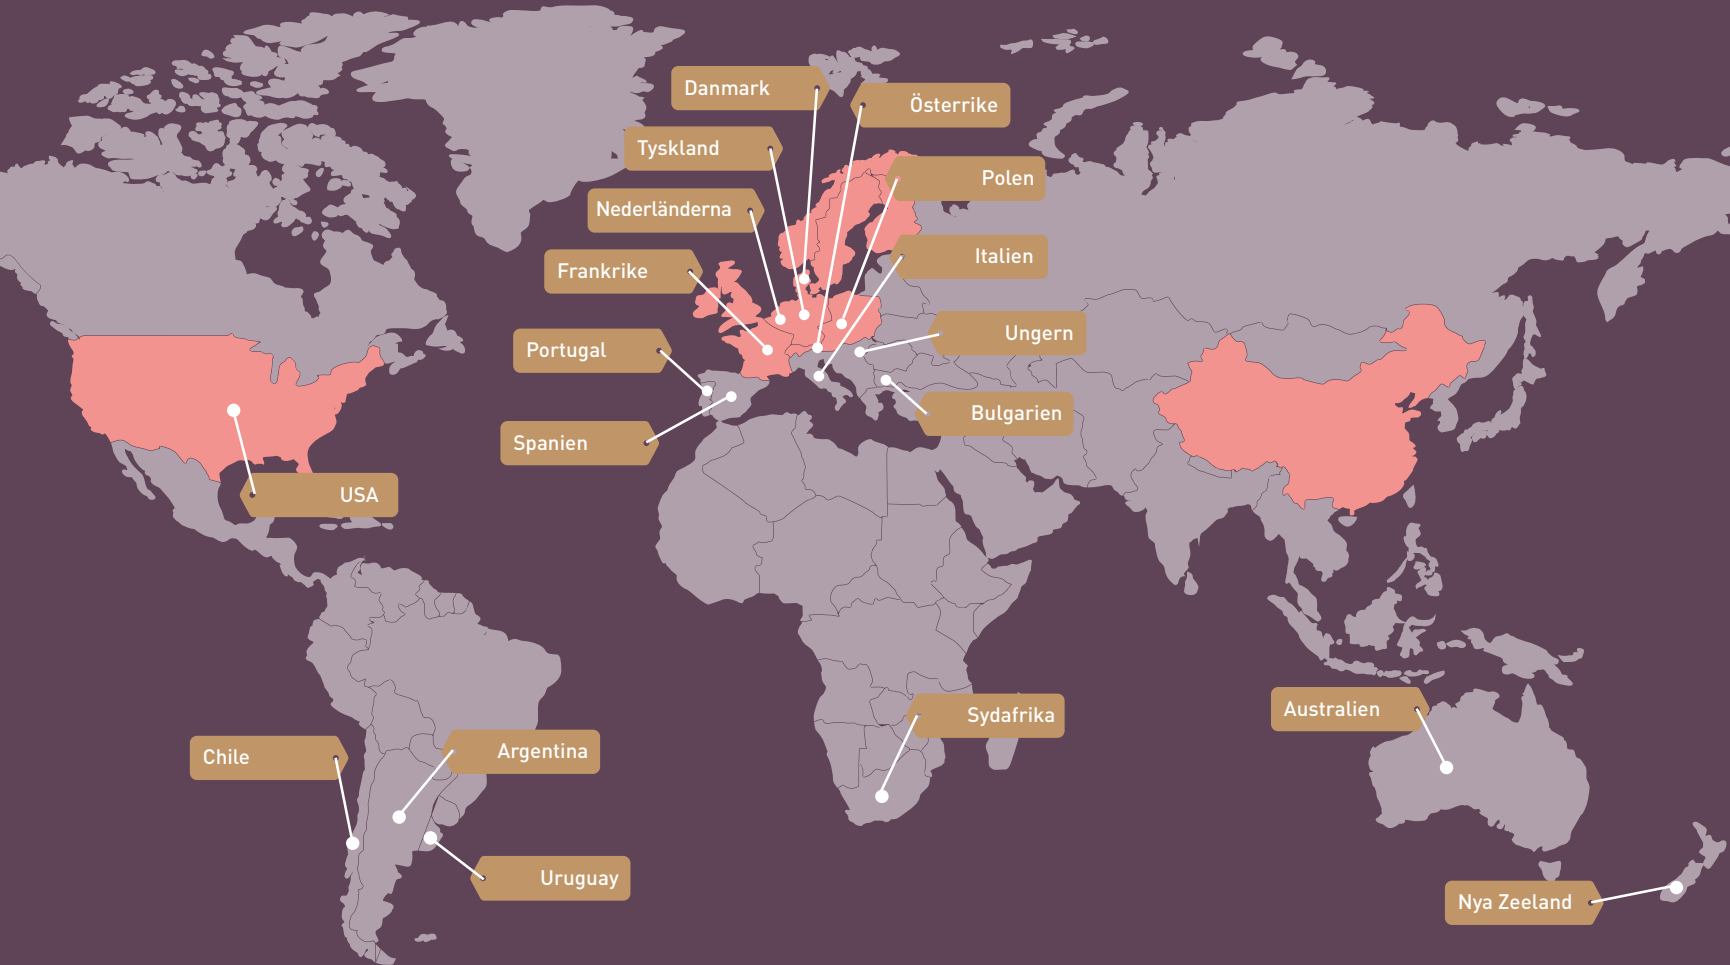 Danmark
Österrike
Tyskland
Polen
Nederländerna
Italien
Frankrike
Ungern
Portugal
Bulgarien
Spanien
USA
Sydafrika
Australien
Argentina
Chile
Uruguay
Nya Zeeland